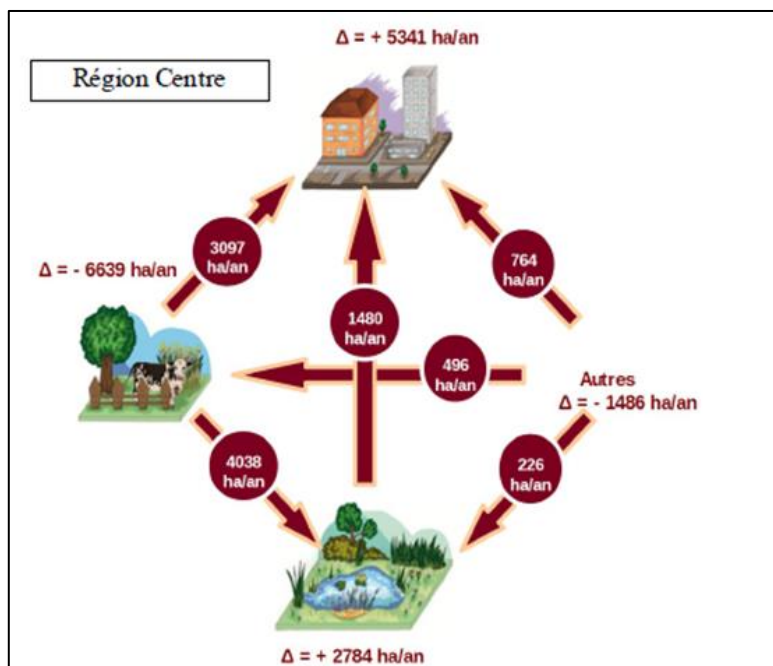 Δ = + 5341 ha/an
Région Centre
3097
ha/an
764
ha/an
Δ = - 6639 ha/an
1480
ha/an
496
ha/an
Autres
Δ = - 1486 ha/an
4038
ha/an
226
ha/an
Δ = + 2784 ha/an